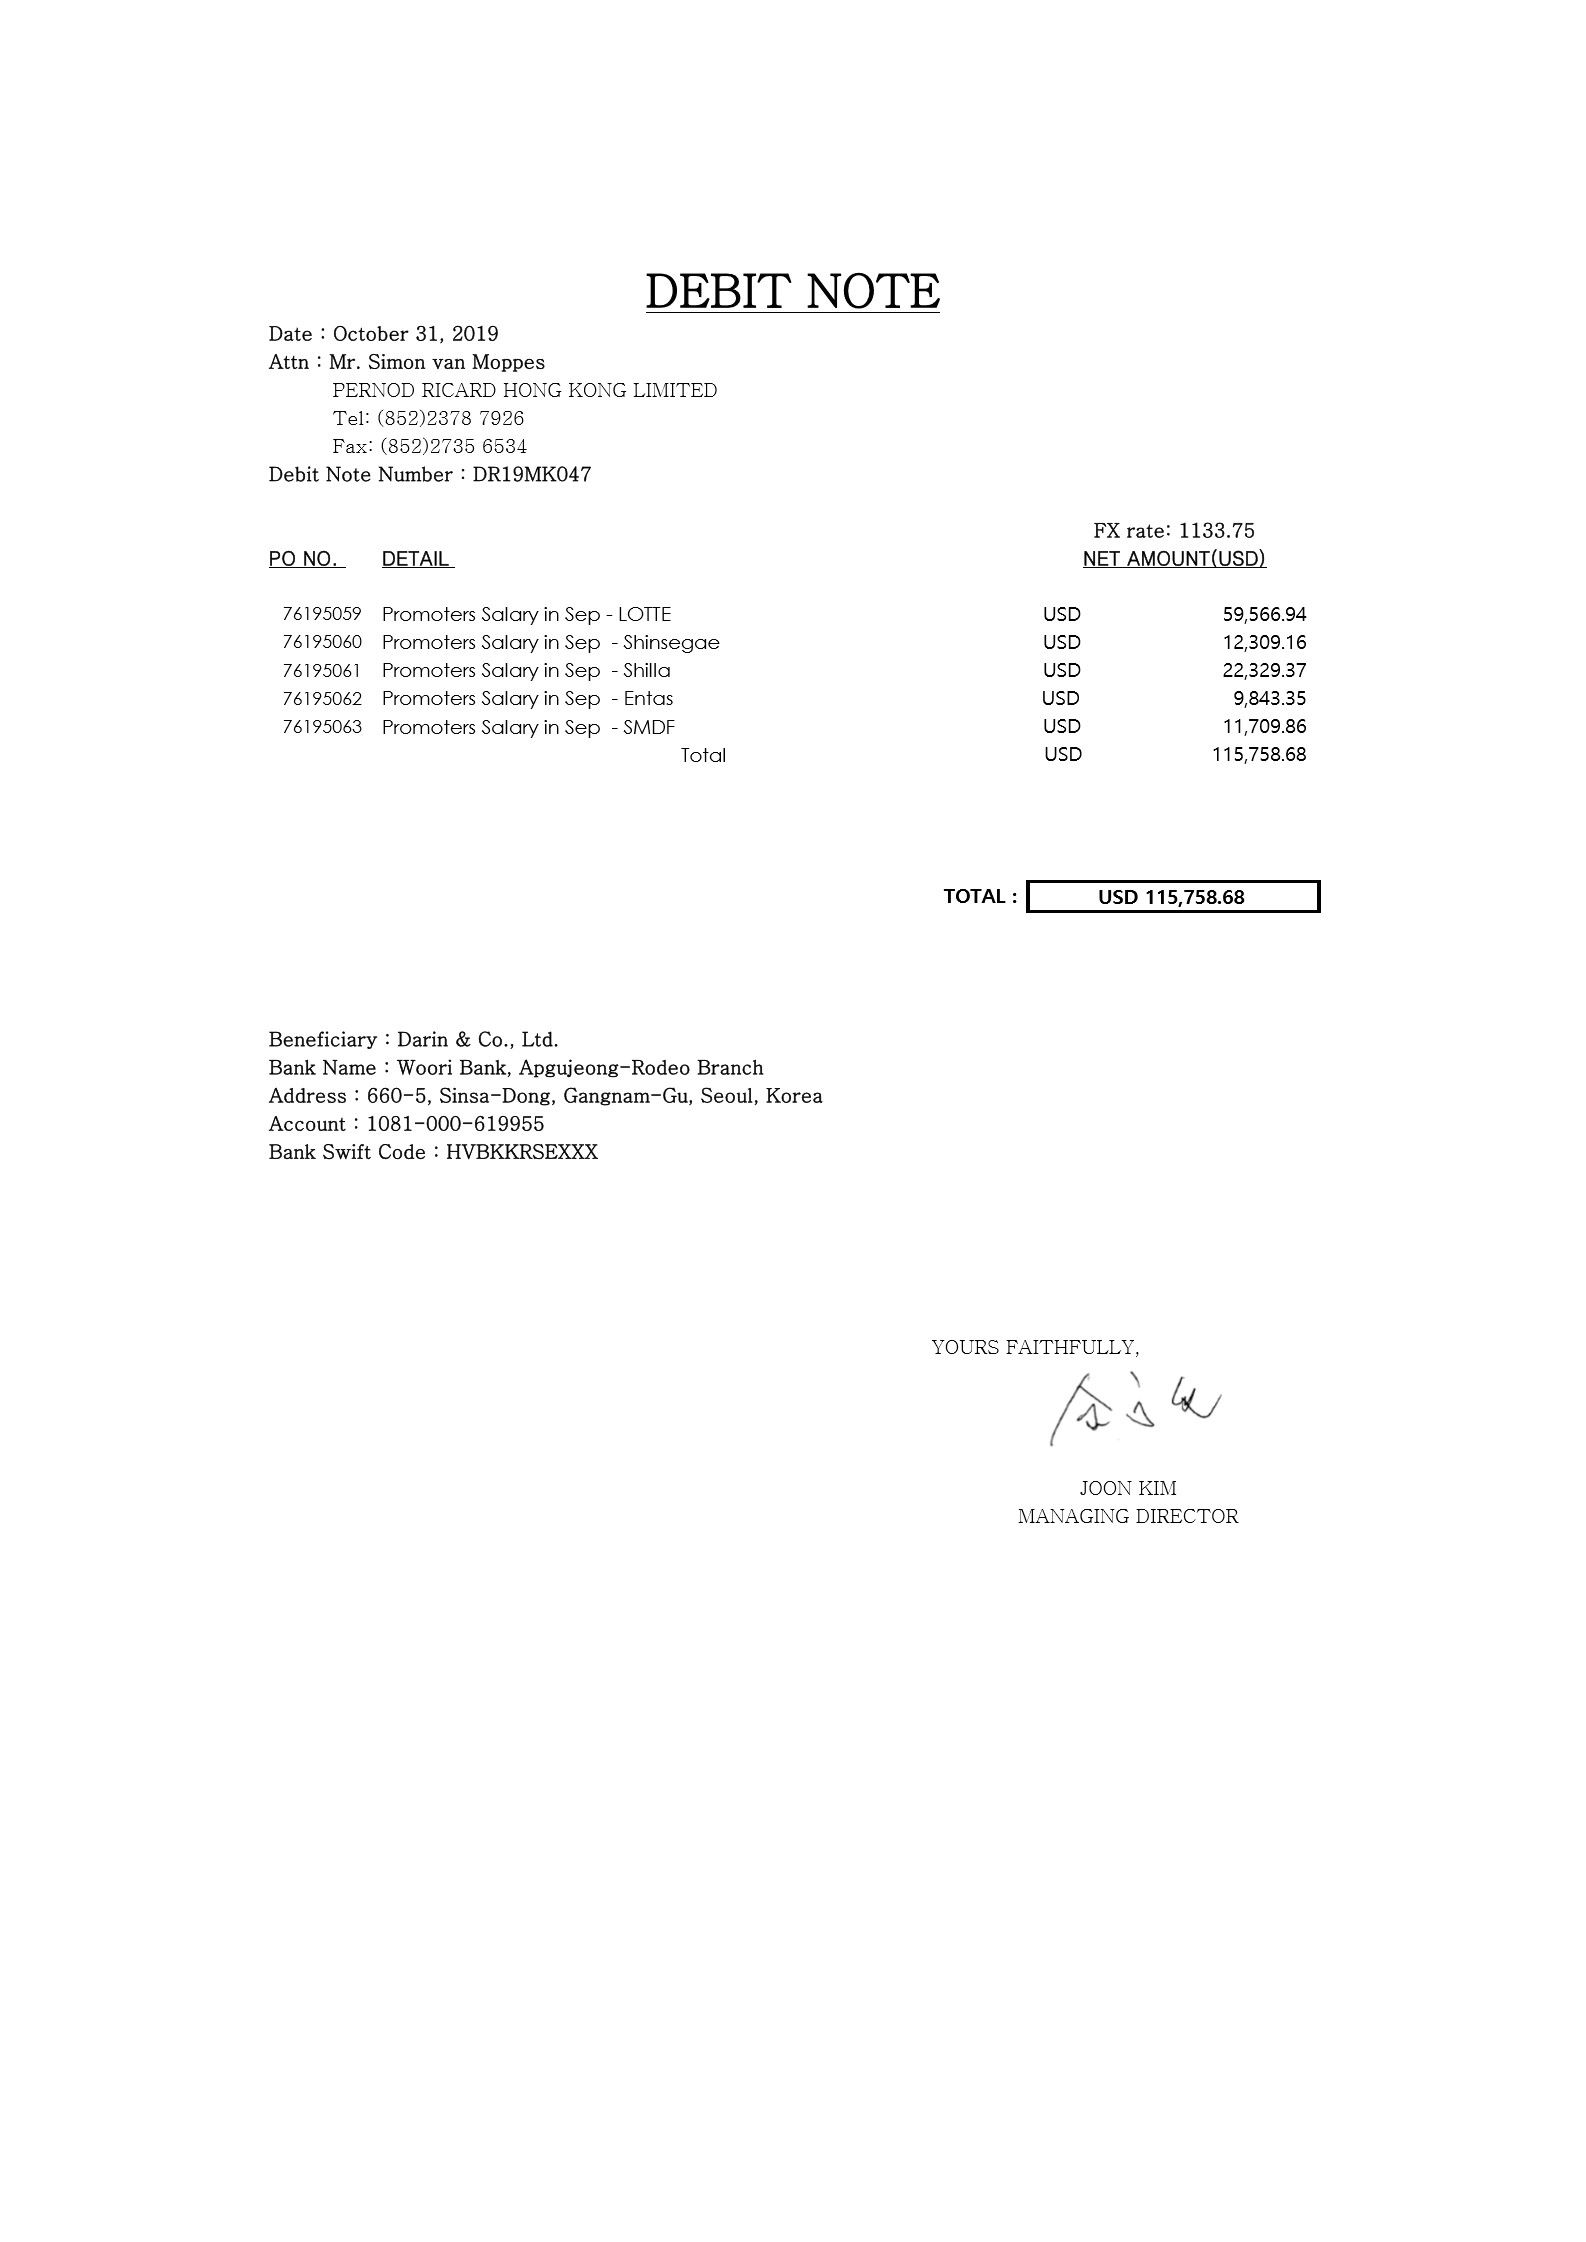 DEBIT NOTE
Date : October 31, 2019
Attn : Mr. Simon van Moppes
PERNOD RICARD HONG KONG LIMITED
Tel: (852)2378 7926
Fax: (852)2735 6534
Debit Note Number : DR19MK047
FX rate: 1133.75
PO NO. DETAIL NET AMOUNT(USD)
76195059 Promoters Salary in Sep - LOTTE USD 59,566.94
76195060 Promoters Salary in Sep - Shinsegae USD 12,309.16
76195061 Promoters Salary in Sep - Shilla USD 22,329.37
76195062 Promoters Salary in Sep - Entas USD 9,843.35
76195063 Promoters Salary in Sep - SMDF USD 11,709.86
Total USD 115,758.68
TOTAL : USD 115,758.68
Beneficiary : Darin & Co., Ltd.
Bank Name : Woori Bank, Apgujeong-Rodeo Branch
Address : 660-5, Sinsa-Dong, Gangnam-Gu, Seoul, Korea
Account : 1081-000-619955
Bank Swift Code : HVBKKRSEXXX
YOURS FAITHFULLY,
JOON KIM
MANAGING DIRECTOR